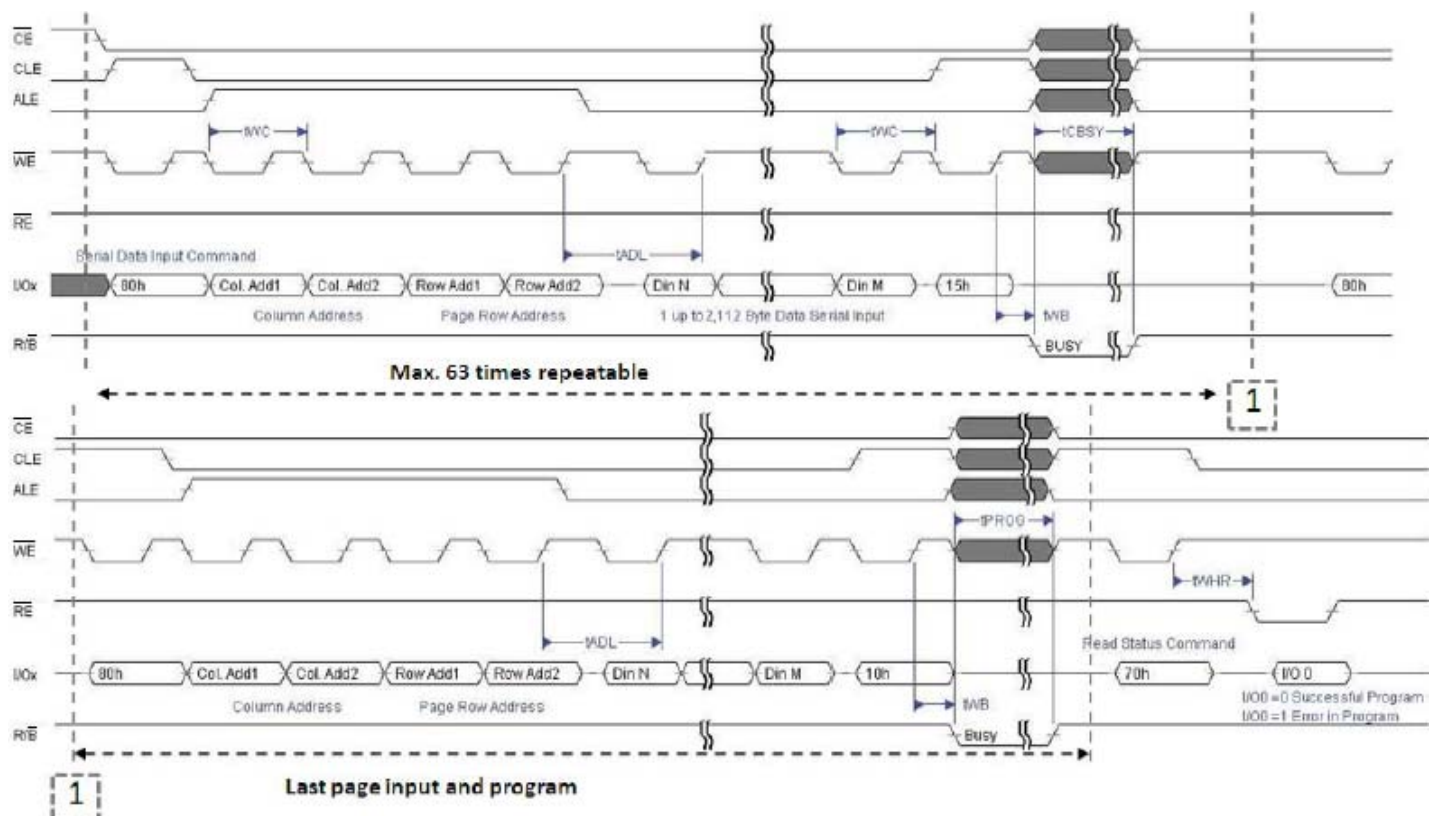 CE
CLE
ALE
tWC tWC tCBSY
WE
RE
Serial Data Input Command
tADL
I/Ox 80h Col. Add1 Col. Add2 Row Add1 Row Add2 Din N Din M 15h 80h
Column Address Page Row Address 1 up to 2,112 Byte Data Serial Input tWB
R/B BUSY
Max. 63 times repeatable
1
CE
CLE
ALE
tPROG
WE
tWHR
RE
tADL Read Status Command
I/Ox 80h Col. Add1 Col. Add2 Row Add1 Row Add2 Din N Din M 10h 70h I/O 0
Column Address Page Row Address tWB I/O0 =0 Successful Program
I/O0 =1 Error in Program
R/B Busy
1
Last page input and program